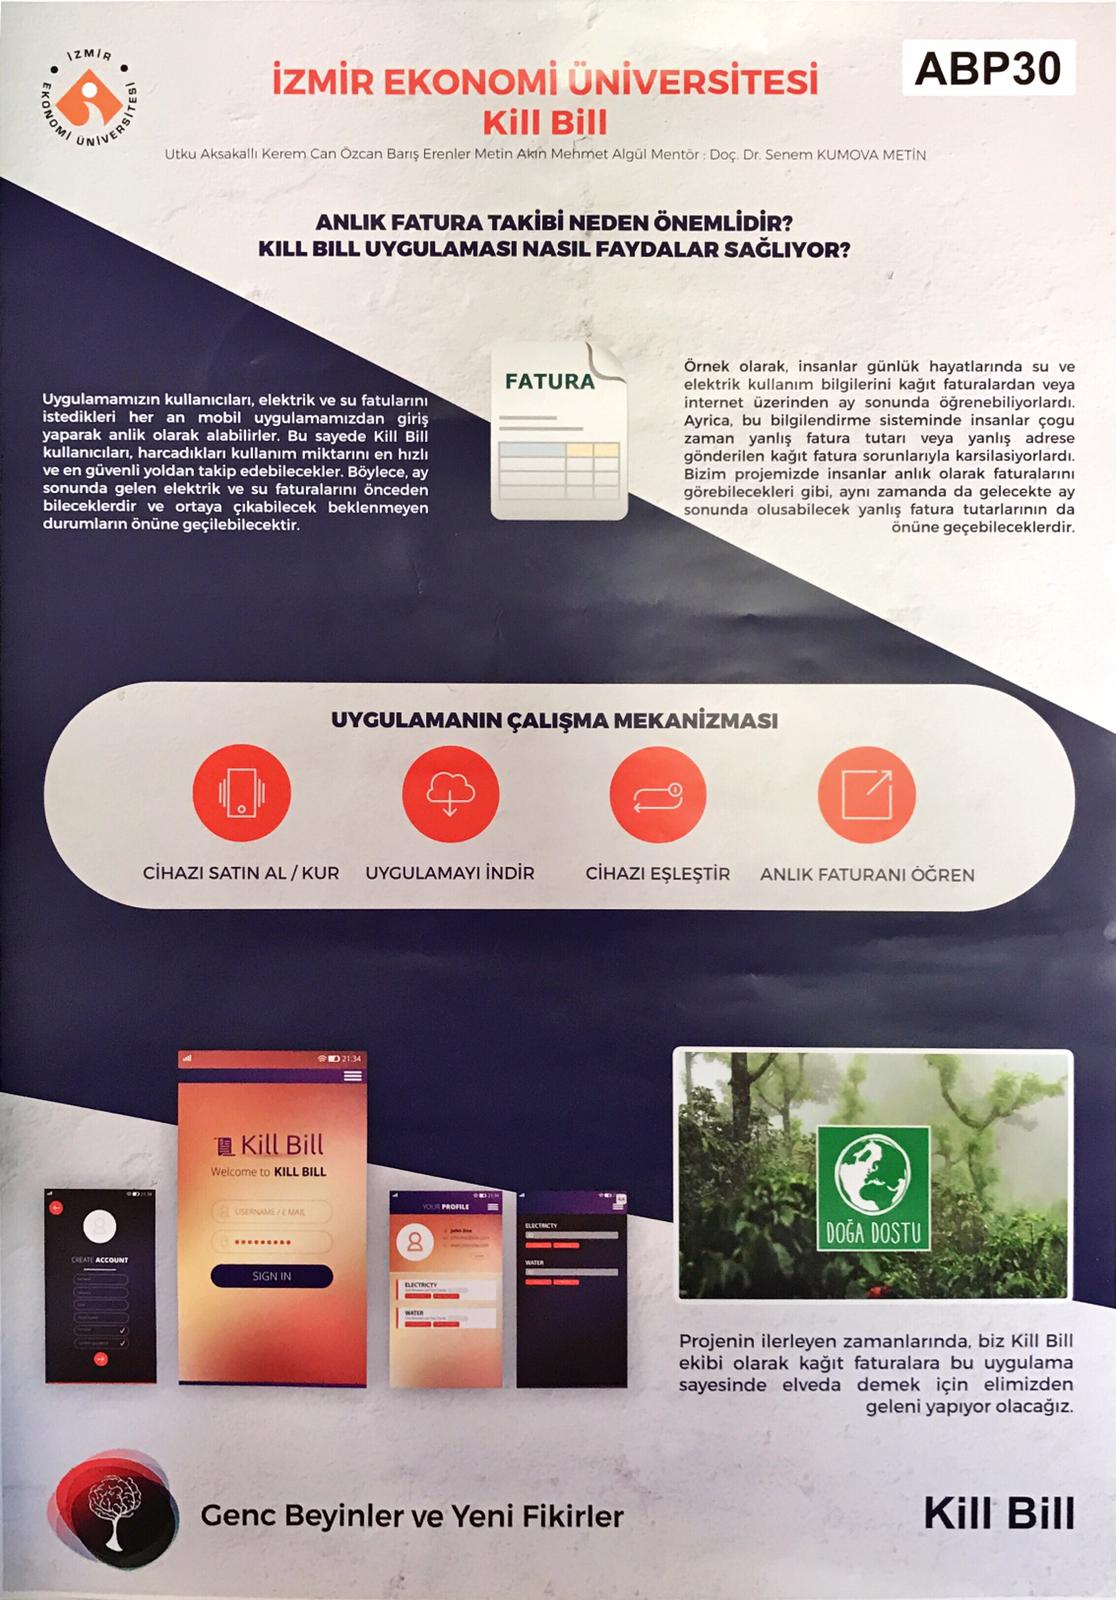 İZMİR
EKONOMİ ÜNİVERSİTESİ
İZMİR EKONOMİ ÜNİVERSİTESİ
ABP30
Kill Bill
Utku Aksakallı Kerem Can Özcan Barış Erenler Metin Akın Mehmet Algül Mentör : Doç. Dr. Senem KUMOVA METİN
ANLIK FATURA TAKİBİ NEDEN ÖNEMLİDİR?
KILL BILL UYGULAMASI NASIL FAYDALAR SAĞLIYOR?
Uygulamamızın kullanıcıları, elektrik ve su fatularını
istedikleri her an mobil uygulamamızdan giriş
yaparak anlik olarak alabilirler. Bu sayede Kill Bill
kullanıcıları, harcadıkları kullanım miktarını en hızlı
ve en güvenli yoldan takip edebilecekler. Böylece, ay
sonunda gelen elektrik ve su faturalarını önceden
bileceklerdir ve ortaya çıkabilecek beklenmeyen
durumların önüne geçilebilecektir.
FATURA
Örnek olarak, insanlar günlük hayatlarında su ve
elektrik kullanım bilgilerini kağıt faturalardan veya
internet üzerinden ay sonunda öğrenebiliyorlardı.
Ayrica, bu bilgilendirme sisteminde insanlar çogu
zaman yanlış fatura tutarı veya yanlış adrese
gönderilen kağıt fatura sorunlarıyla karsilasiyorlardı.
Bizim projemizde insanlar anlık olarak faturalarını
görebilecekleri gibi, aynı zamanda da gelecekte ay
sonunda olusabilecek yanlış fatura tutarlarının da
önüne geçebileceklerdir.
UYGULAMANIN ÇALIŞMA MEKANİZMASI
CİHAZI SATIN AL / KUR
UYGULAMAYI İNDİR
CİHAZI EŞLEŞTİR
ANLIK FATURANI ÖĞREN
CREATE ACCOUNT
21:34
Kill Bill
Welcome to KILL BILL
USERNAME / E MAIL
SIGN IN
YOUR PROFILE
ELECTRICTY
WATER
ELECTRICTY
WATER
DOĞA DOSTU
Projenin ilerleyen zamanlarında, biz Kill Bill
ekibi olarak kağıt faturalara bu uygulama
sayesinde elveda demek için elimizden
geleni yapıyor olacağız.
Genc Beyinler ve Yeni Fikirler
Kill Bill